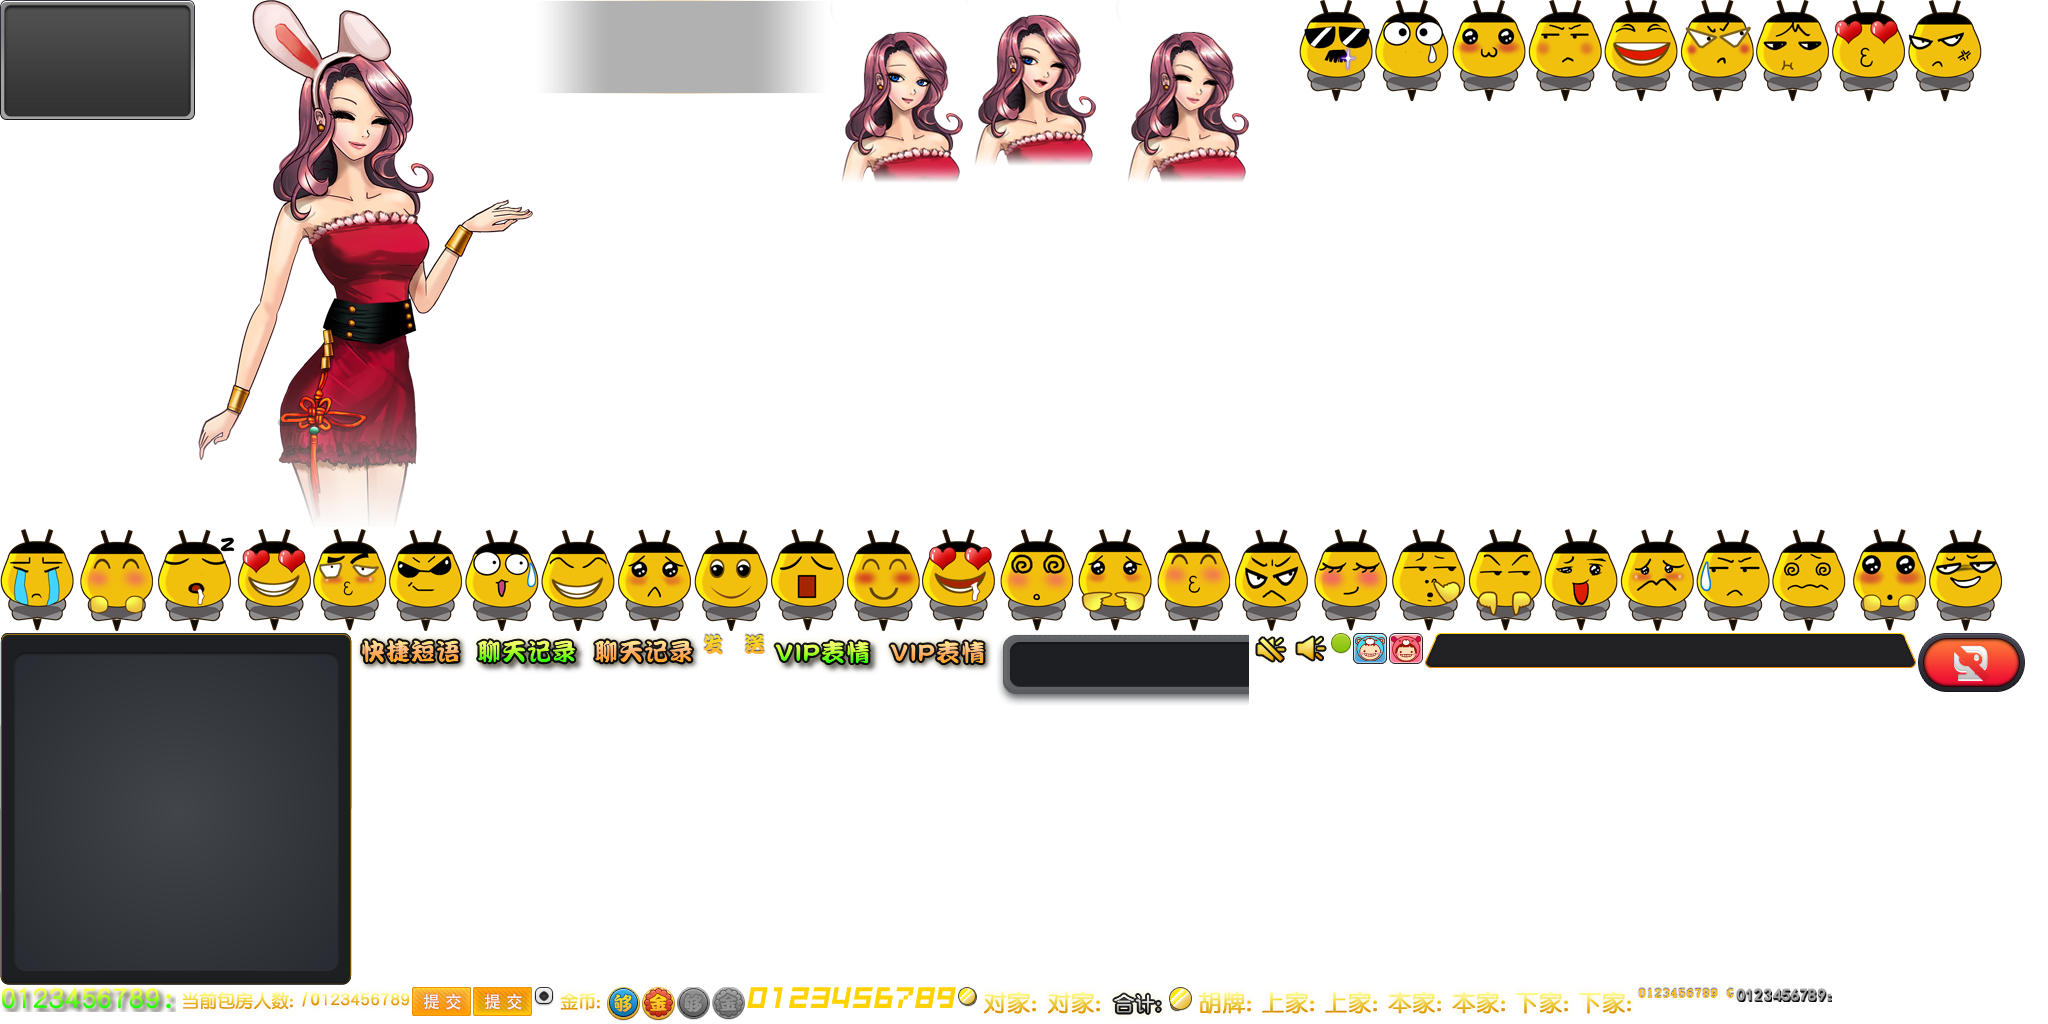 z
快捷短语 聊天记录 聊天记录 发 送 VIP表情 VIP表情
0123456789: 当前包房人数: /0123456789 提交 提交 金币: 够 金 够 金 0123456789 对家: 对家: 合计: 胡牌: 上家: 上家: 本家: 本家: 下家: 下家: 0123456789 0123456789: